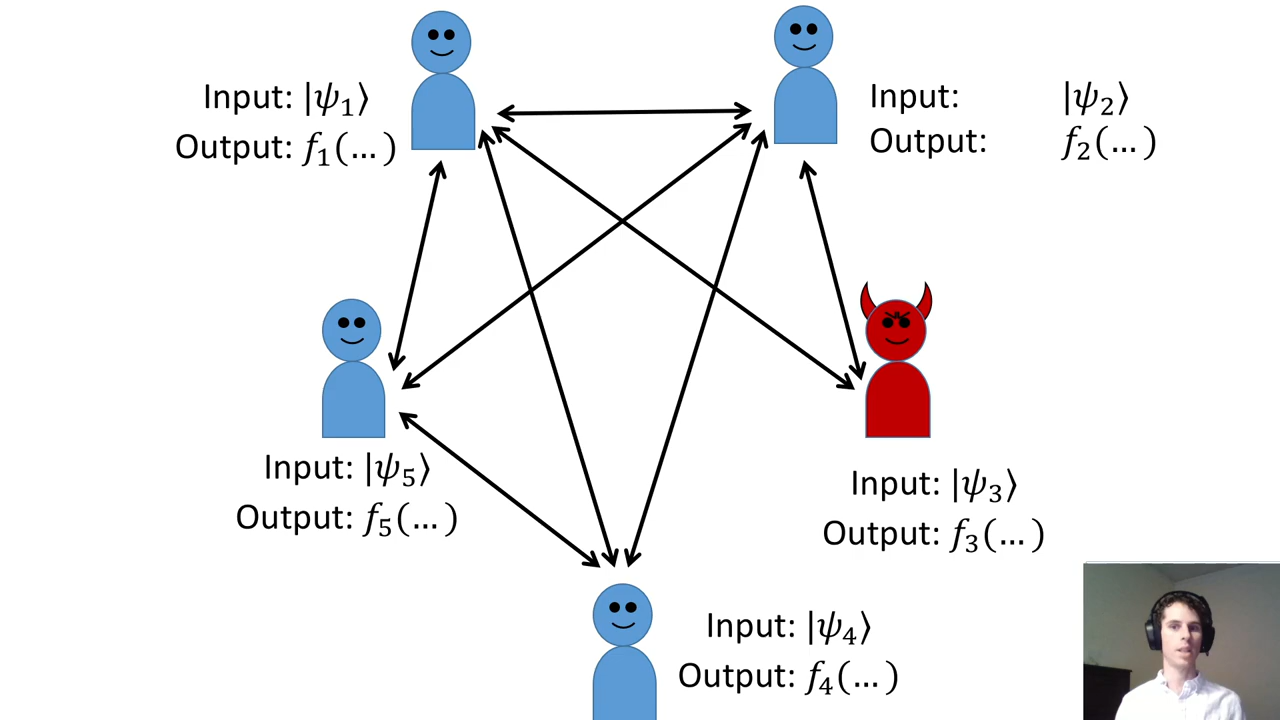 Input: |ψ₁⟩
Output: f₁(…)
Input: |ψ₂⟩
Output: f₂(…)
Input: |ψ₅⟩
Output: f₅(…)
Input: |ψ₃⟩
Output: f₃(…)
Input: |ψ₄⟩
Output: f₄(…)